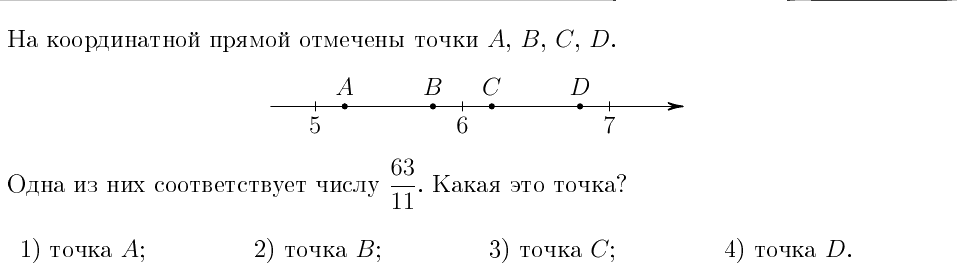 На координатной прямой отмечены точки A, B, C, D.
A B C D
5 6 7
Одна из них соответствует числу 63/11. Какая это точка?
1) точка A; 2) точка B; 3) точка C; 4) точка D.